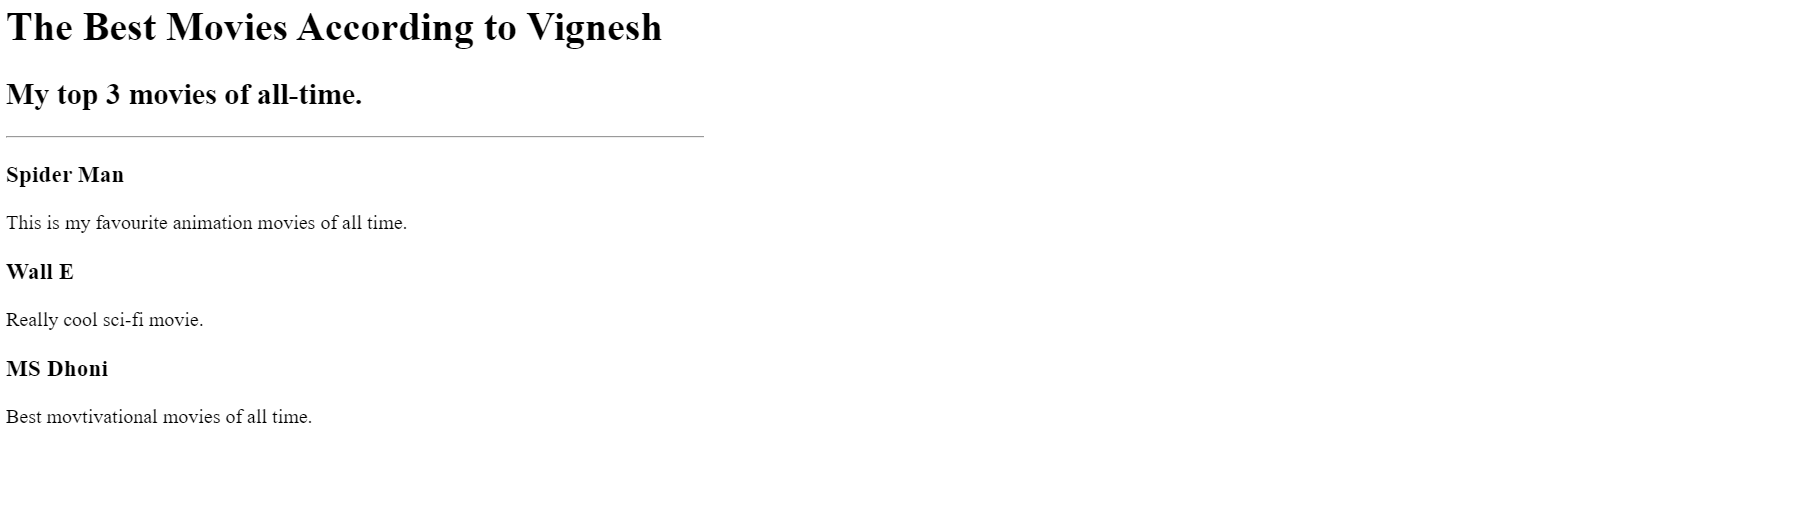 The Best Movies According to Vignesh
My top 3 movies of all-time.
Spider Man
This is my favourite animation movies of all time.
Wall E
Really cool sci-fi movie.
MS Dhoni
Best movtivational movies of all time.